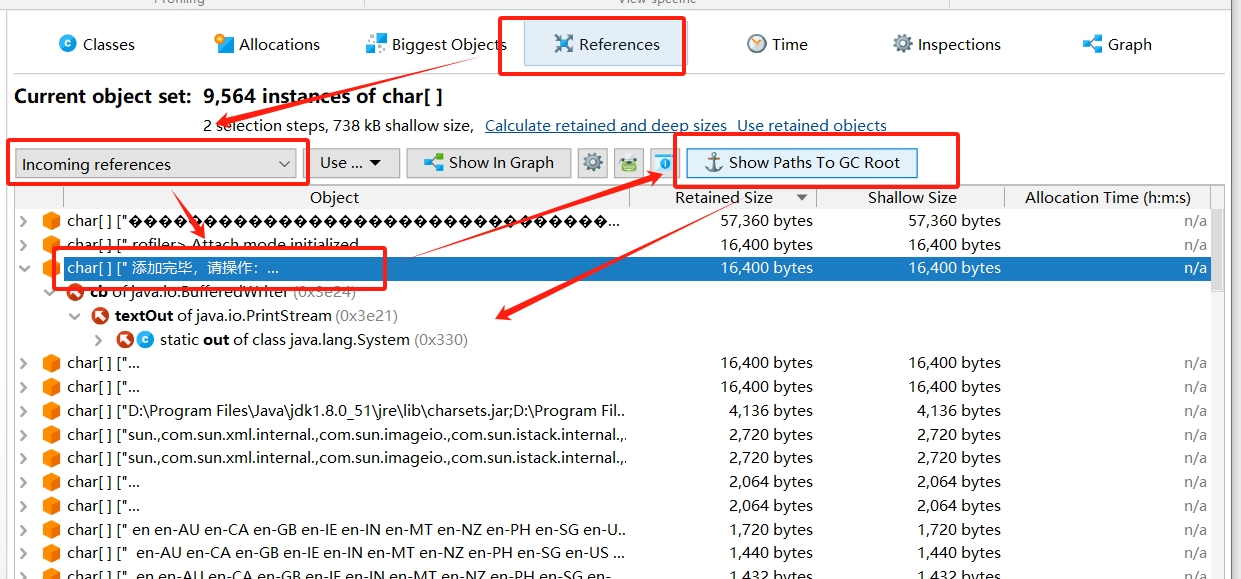 Profiling View specific
Classes Allocations Biggest Objects References Time Inspections Graph
Current object set: 9,564 instances of char[ ]
2 selection steps, 738 kB shallow size, Calculate retained and deep sizes Use retained objects
Incoming references Use ... Show In Graph Show Paths To GC Root
Object Retained Size Shallow Size Allocation Time (h:m:s)
char[ ] ["������������������������������������... 57,360 bytes 57,360 bytes n/a
char[ ] [" rofiler> Attach mode initialized 16,400 bytes 16,400 bytes n/a
char[ ] [" 添加完毕，请操作：... 16,400 bytes 16,400 bytes n/a
cb of java.io.BufferedWriter (0x3e24)
textOut of java.io.PrintStream (0x3e21)
static out of class java.lang.System (0x330)
char[ ] ["... 16,400 bytes 16,400 bytes n/a
char[ ] ["... 16,400 bytes 16,400 bytes n/a
char[ ] ["D:\Program Files\Java\jdk1.8.0_51\jre\lib\charsets.jar;D:\Program Fil.. 4,136 bytes 4,136 bytes n/a
char[ ] ["sun.,com.sun.xml.internal.,com.sun.imageio.,com.sun.istack.internal.,. 2,720 bytes 2,720 bytes n/a
char[ ] ["sun.,com.sun.xml.internal.,com.sun.imageio.,com.sun.istack.internal.,. 2,720 bytes 2,720 bytes n/a
char[ ] ["... 2,064 bytes 2,064 bytes n/a
char[ ] ["... 2,064 bytes 2,064 bytes n/a
char[ ] [" en en-AU en-CA en-GB en-IE en-IN en-MT en-NZ en-PH en-SG en-U.. 1,720 bytes 1,720 bytes n/a
char[ ] [" en-AU en-CA en-GB en-IE en-IN en-MT en-NZ en-PH en-SG en-US ... 1,440 bytes 1,440 bytes n/a
char[ ] [" en en-AU en-CA en-GB en-IE en-IN en-MT en-NZ en-PH en-SG en- 1,432 bytes 1,432 bytes n/a